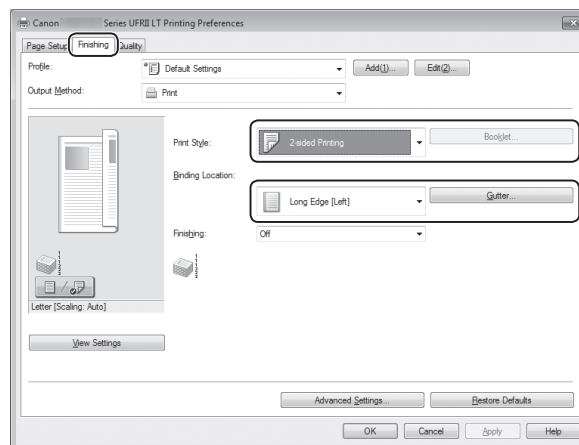 Canon Series UFRII LT Printing Preferences
Page Setup Finishing Quality
Profile: Default Settings Add(1)... Edit(2)...
Output Method: Print
Print Style: 2-sided Printing Booklet...
Binding Location:
Long Edge [Left] Gutter...
Finishing: Off
Letter [Scaling: Auto]
View Settings
Advanced Settings... Restore Defaults
OK Cancel Apply Help